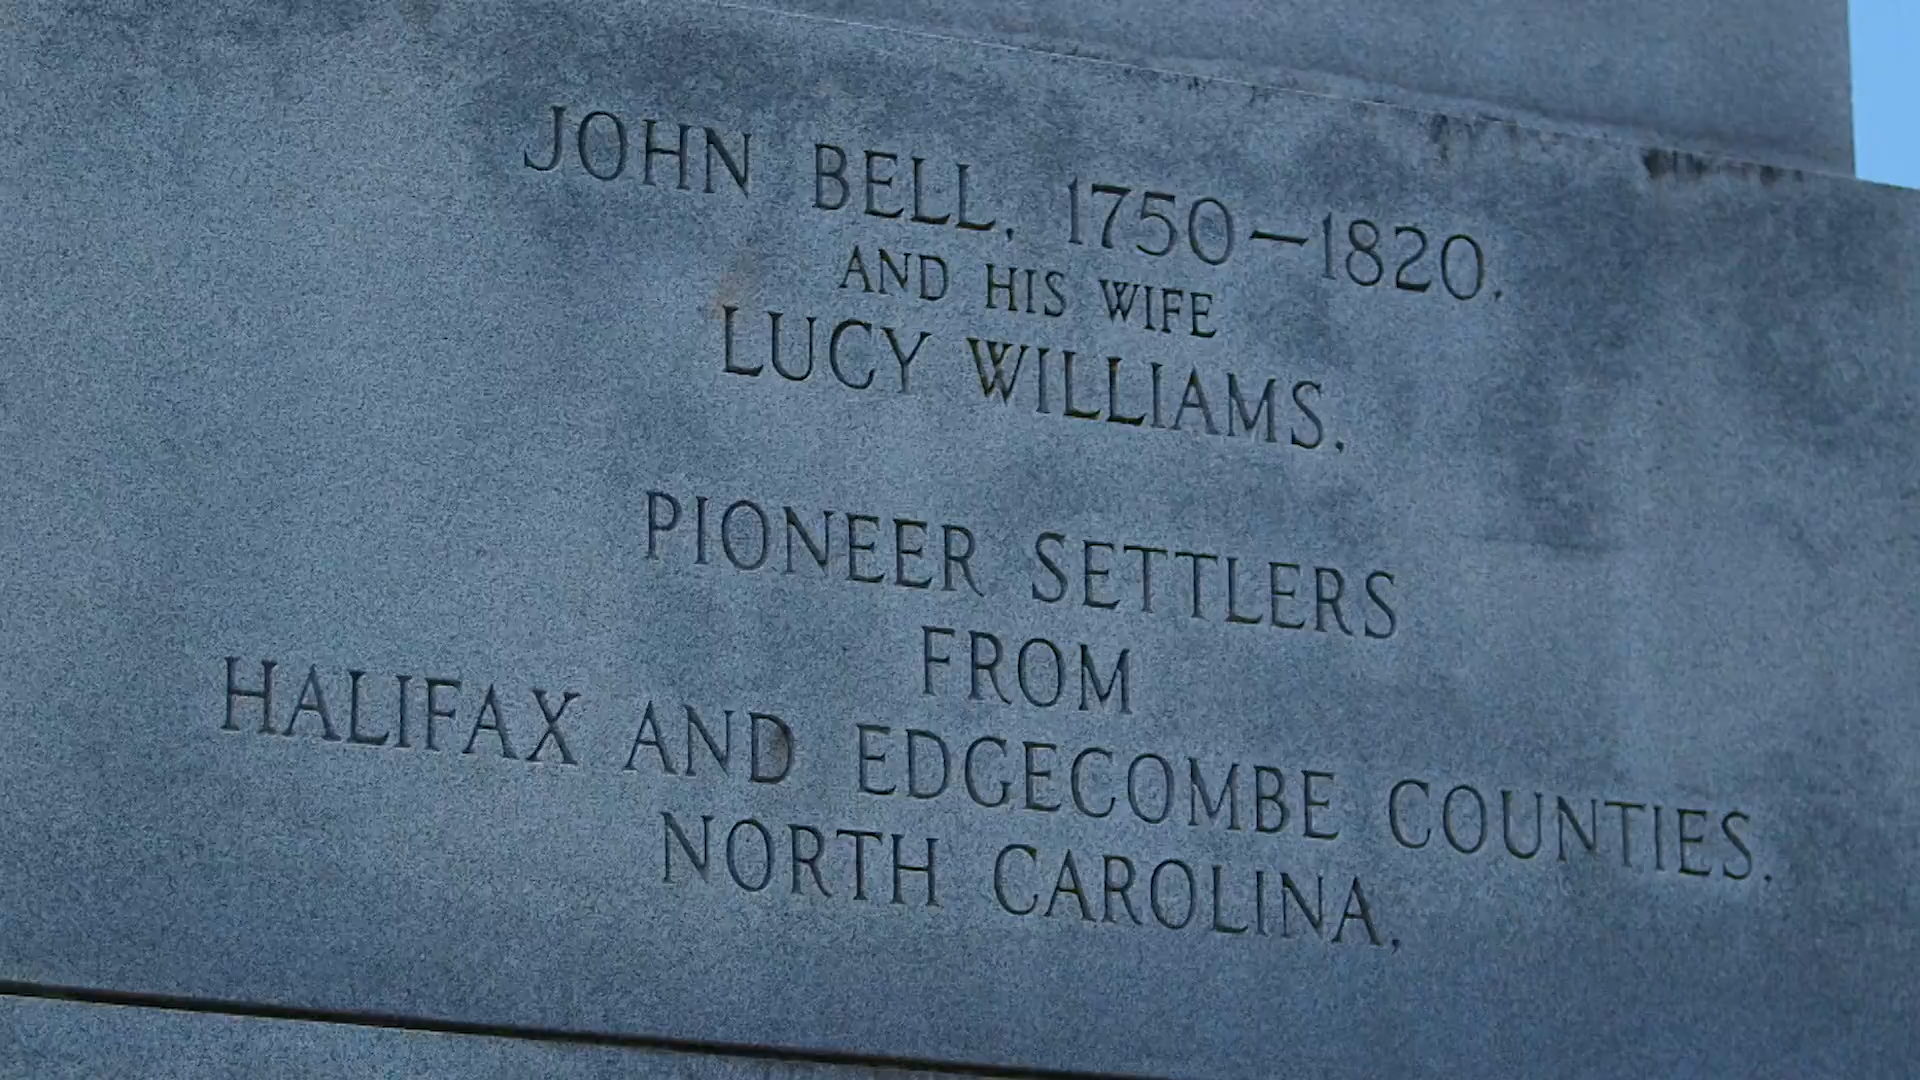 JOHN BELL, 1750–1820.
AND HIS WIFE
LUCY WILLIAMS.
PIONEER SETTLERS
FROM
HALIFAX AND EDGECOMBE COUNTIES.
NORTH CAROLINA,